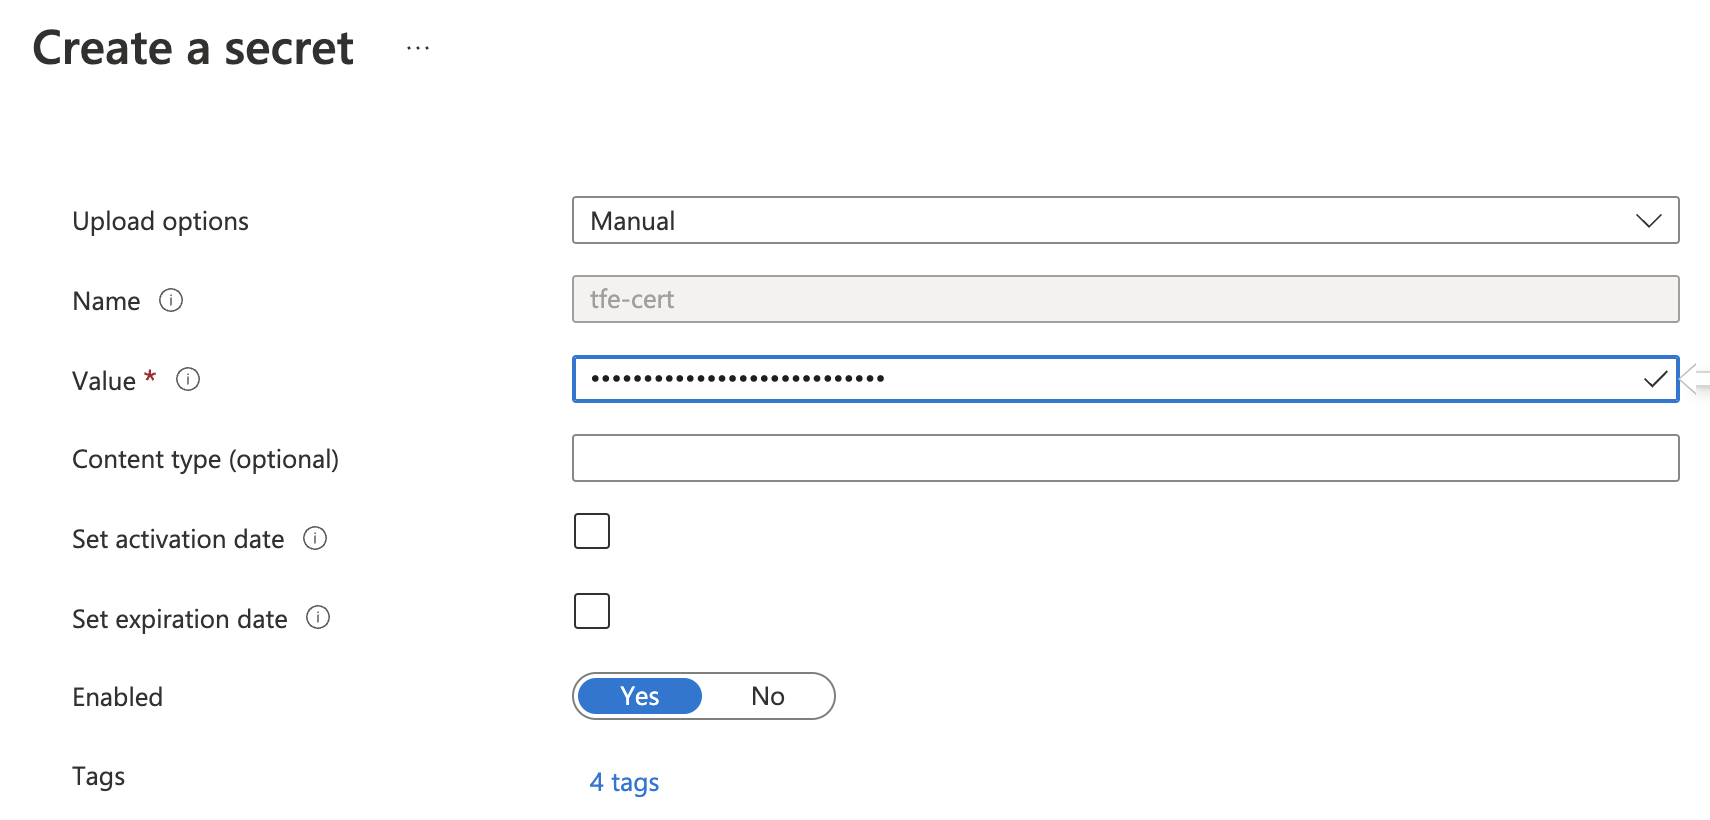 Create a secret ...
Upload options Manual
Name tfe-cert
Value * ••••••••••••••••••••••••••••
Content type (optional)
Set activation date
Set expiration date
Enabled Yes No
Tags 4 tags